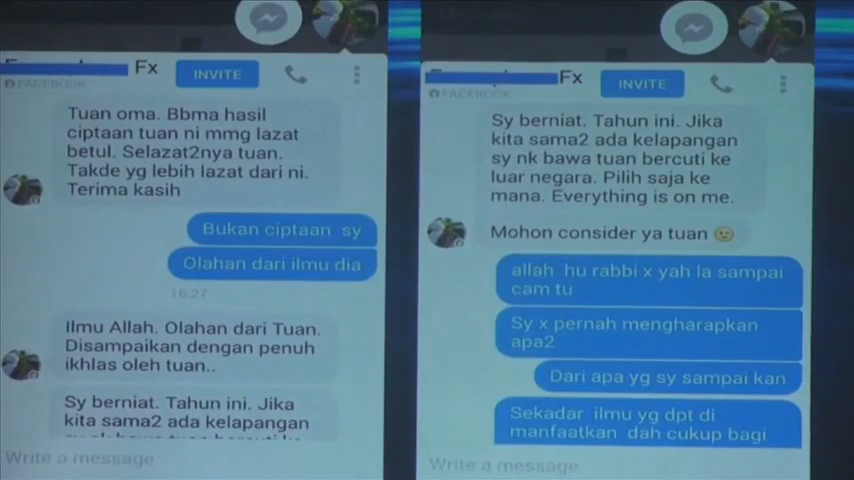 Fx
INVITE
FACEBOOK
Tuan oma. Bbma hasil
ciptaan tuan ni mmg lazat
betul. Selazat2nya tuan.
Takde yg lebih lazat dari ni.
Terima kasih
Bukan ciptaan sy
Olahan dari ilmu dia
16:27
Ilmu Allah. Olahan dari Tuan.
Disampaikan dengan penuh
ikhlas oleh tuan..
Sy berniat. Tahun ini. Jika
kita sama2 ada kelapangan
Write a message
Fx
INVITE
FACEBOOK
Sy berniat. Tahun ini. Jika
kita sama2 ada kelapangan
sy nk bawa tuan bercuti ke
luar negara. Pilih saja ke
mana. Everything is on me.
Mohon consider ya tuan 😉
allah hu rabbi x yah la sampai
cam tu
Sy x pernah mengharapkan
apa2
Dari apa yg sy sampai kan
Sekadar ilmu yg dpt di
manfaatkan dah cukup bagi
Write a message